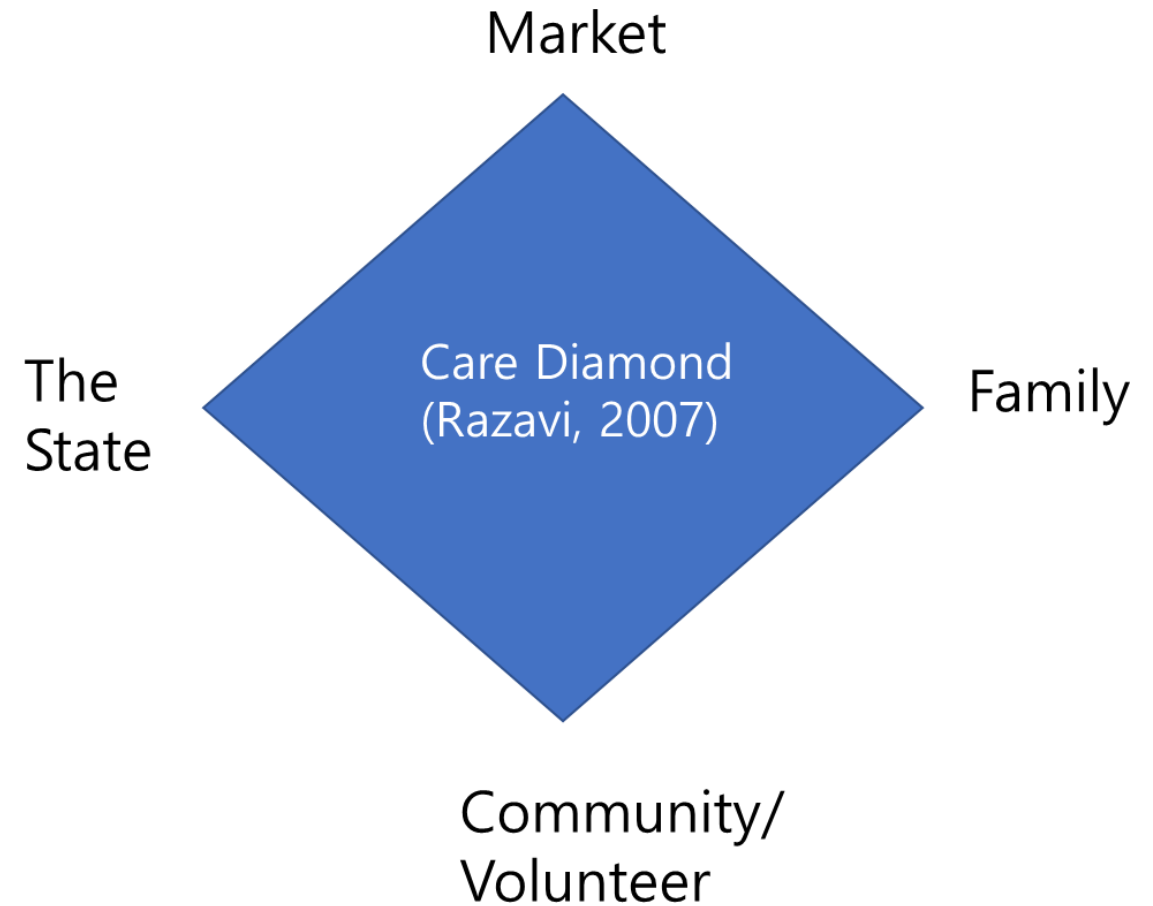 Market
The
State
Care Diamond
(Razavi, 2007)
Family
Community/
Volunteer